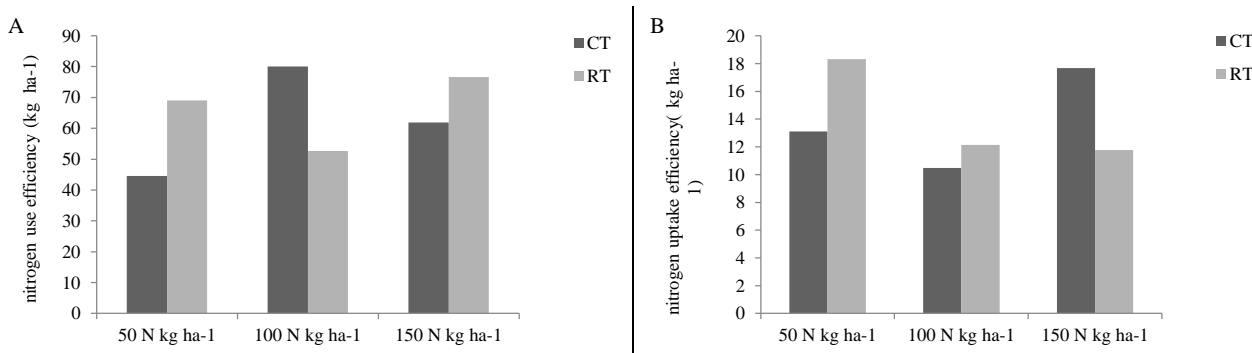 A
nitrogen use efficiency (kg ha-1)
90
80
70
60
50
40
30
20
10
0
50 N kg ha-1
100 N kg ha-1
150 N kg ha-1
CT
RT
B
nitrogen uptake efficiency( kg ha-
1)
20
18
16
14
12
10
8
6
4
2
0
50 N kg ha-1
100 N kg ha-1
150 N kg ha-1
CT
RT